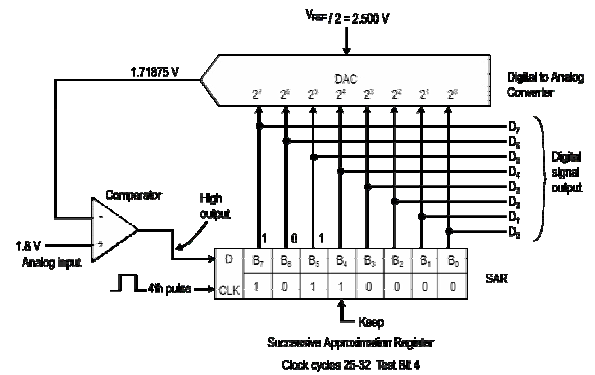 V_REF / 2 = 2.500 V
1.71875 V
DAC
2⁷ 2⁶ 2⁵ 2⁴ 2³ 2² 2¹ 2⁰
Digital to Analog
Converter
D₇
D₆
D₅
D₄
D₃
D₂
D₁
D₀
Digital
signal
output
Comparator
High
output
-
+
1.8 V
Analog input
1 0 1
D B₇ B₆ B₅ B₄ B₃ B₂ B₁ B₀
CLK 1 0 1 1 0 0 0 0
SAR
4th pulse
Keep
Successive Approximation Register
Clock cycles 25-32 Test Bit 4